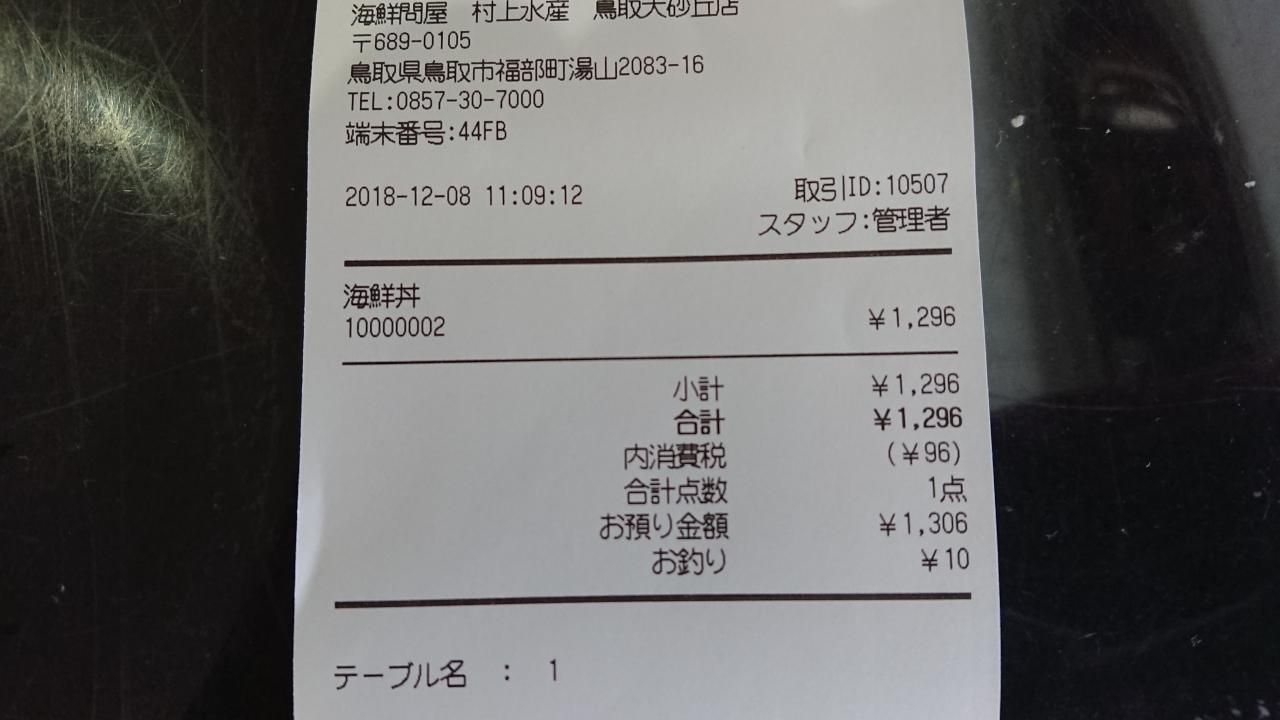 海鮮問屋 村上水産 鳥取大砂丘店
〒689-0105
鳥取県鳥取市福部町湯山2083-16
TEL:0857-30-7000
端末番号:44FB
2018-12-08 11:09:12 取引ID:10507
スタッフ:管理者
海鮮丼
10000002 ¥1,296
小計 ¥1,296
合計 ¥1,296
内消費税 (¥96)
合計点数 1点
お預り金額 ¥1,306
お釣り ¥10
テーブル名 : 1